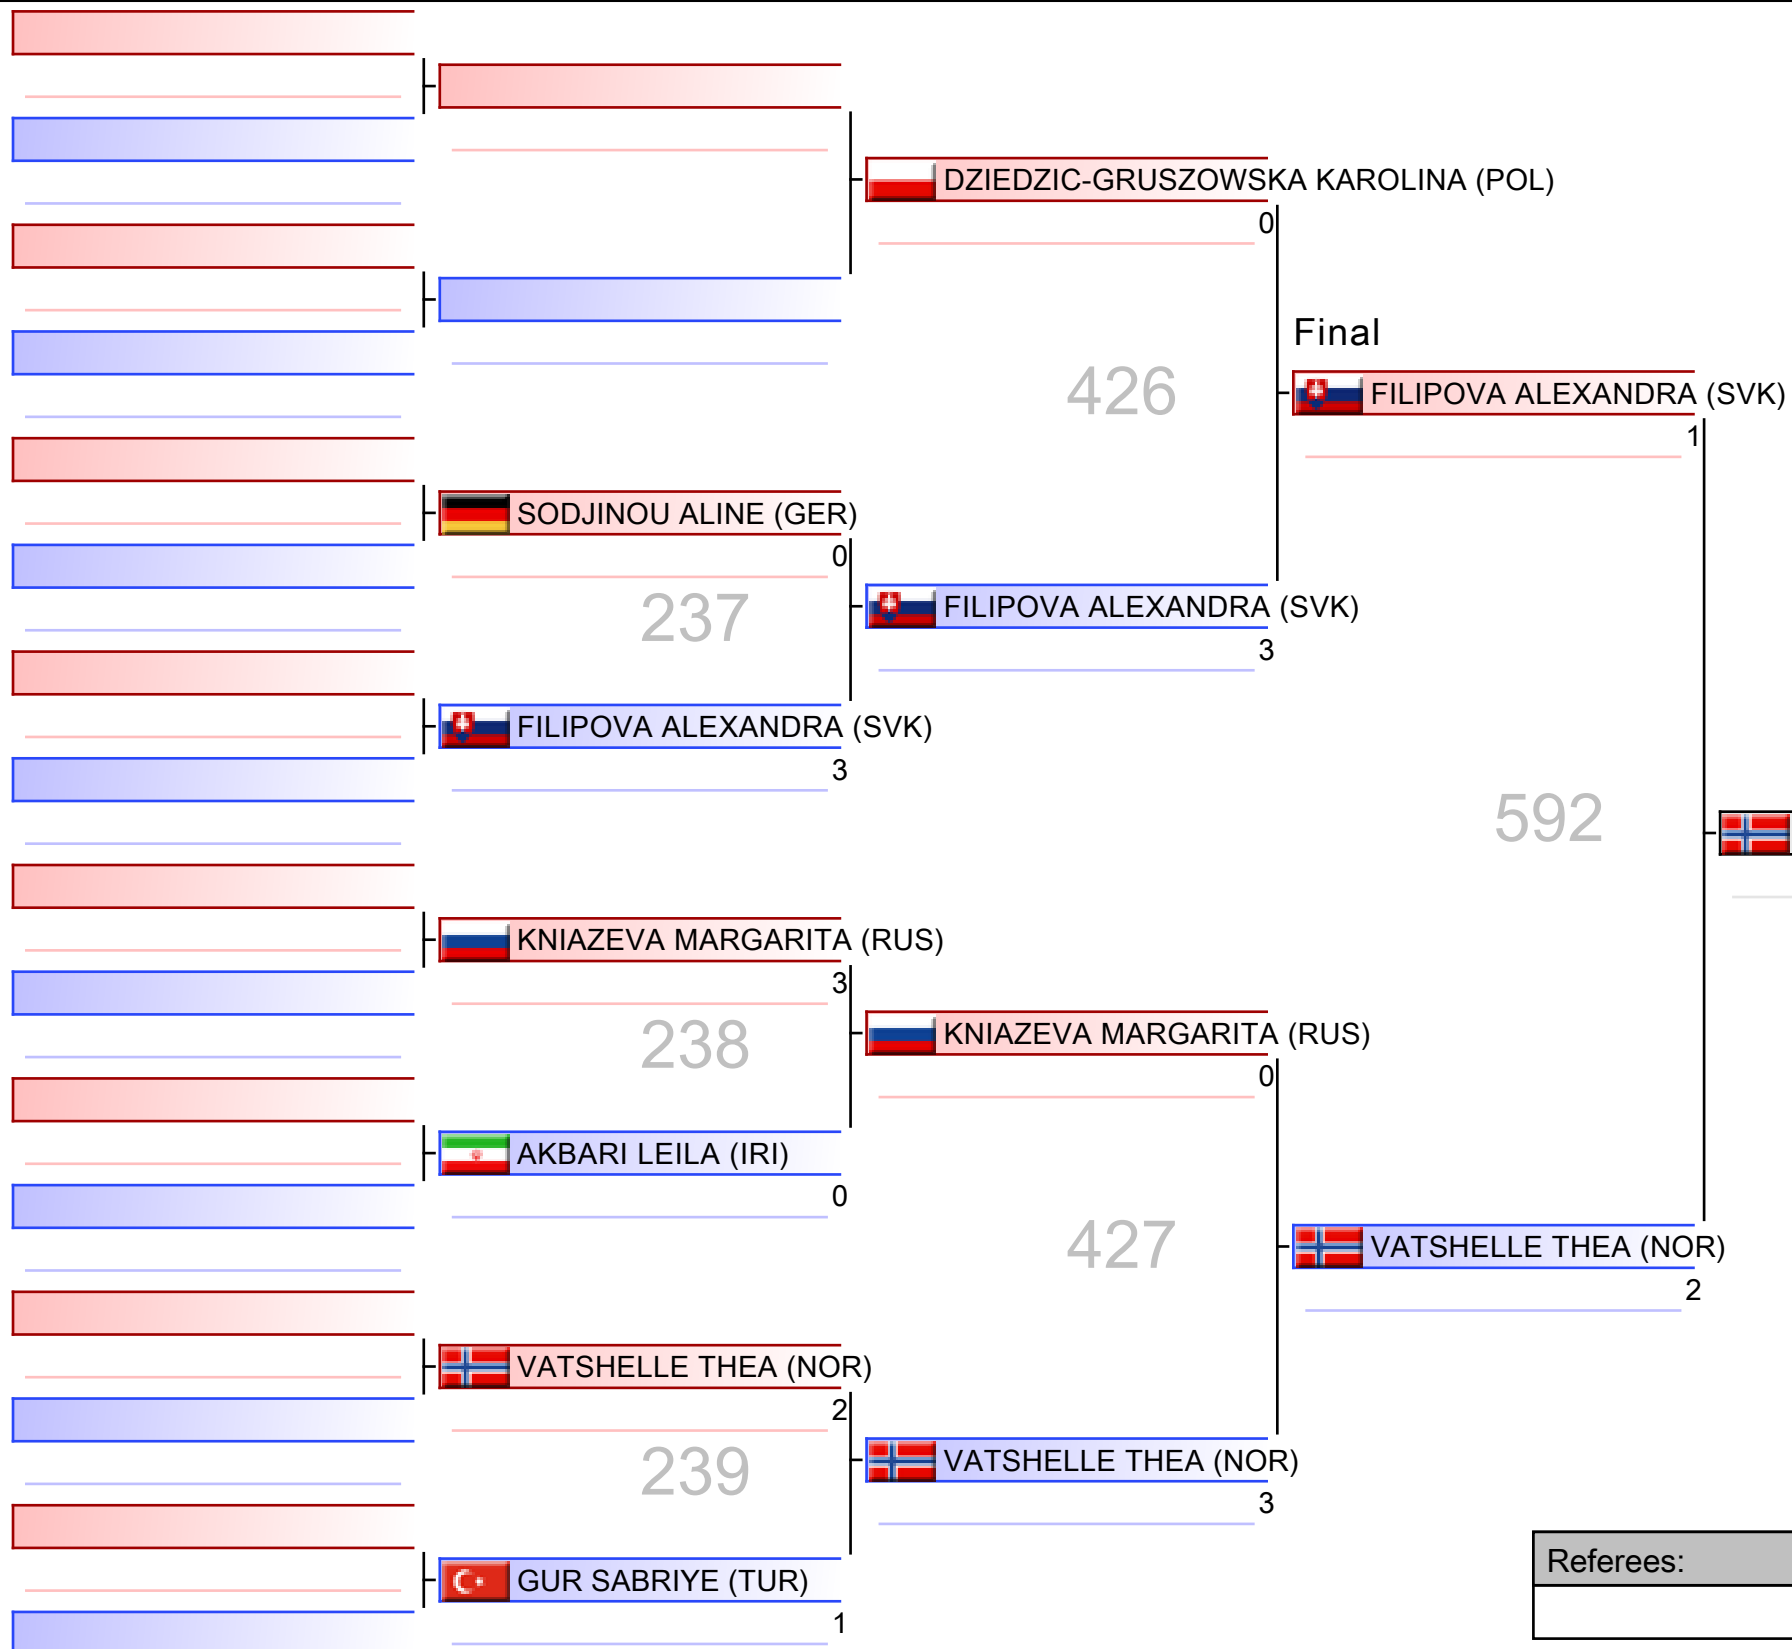 DZIEDZIC-GRUSZOWSKA KAROLINA (POL)
0
Final
426
FILIPOVA ALEXANDRA (SVK)
1
SODJINOU ALINE (GER)
0
237
FILIPOVA ALEXANDRA (SVK)
3
FILIPOVA ALEXANDRA (SVK)
3
592
KNIAZEVA MARGARITA (RUS)
3
238
KNIAZEVA MARGARITA (RUS)
0
AKBARI LEILA (IRI)
0
427
VATSHELLE THEA (NOR)
2
VATSHELLE THEA (NOR)
2
239
VATSHELLE THEA (NOR)
3
GUR SABRIYE (TUR)
1
Referees: